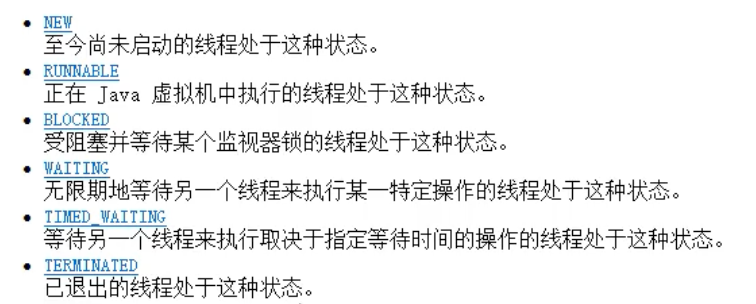 NEW
至今尚未启动的线程处于这种状态。
RUNNABLE
正在 Java 虚拟机中执行的线程处于这种状态。
BLOCKED
受阻塞并等待某个监视器锁的线程处于这种状态。
WAITING
无限期地等待另一个线程来执行某一特定操作的线程处于这种状态。
TIMED_WAITING
等待另一个线程来执行取决于指定等待时间的操作的线程处于这种状态。
TERMINATED
已退出的线程处于这种状态。